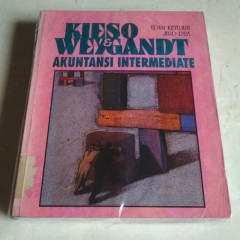 KIESO
WEYGANDT
EDISI KETUJUH
JILID DUA
AKUNTANSI INTERMEDIATE